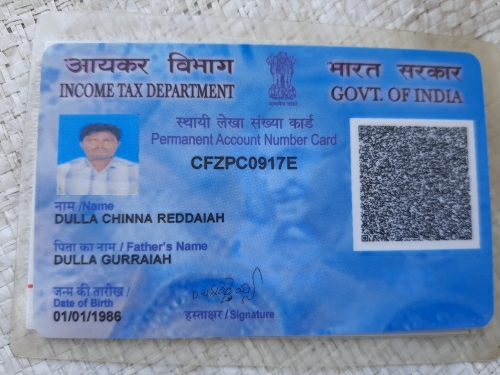 आयकर विभाग
INCOME TAX DEPARTMENT
भारत सरकार
GOVT. OF INDIA
स्थायी लेखा संख्या कार्ड
Permanent Account Number Card
CFZPC0917E
नाम /Name
DULLA CHINNA REDDAIAH
पिता का नाम / Father's Name
DULLA GURRAIAH
जन्म की तारीख /
Date of Birth
01/01/1986
हस्ताक्षर / Signature